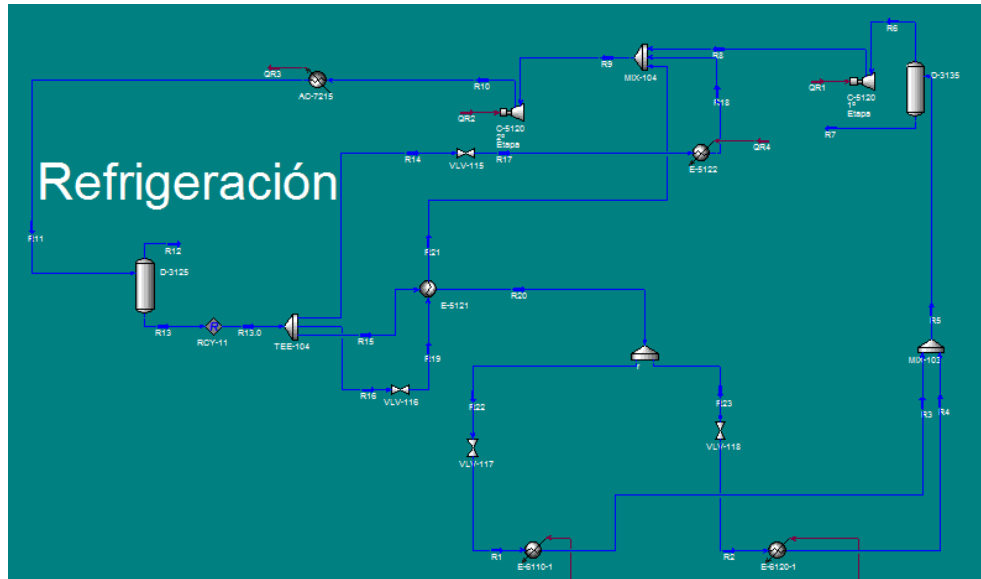 R6
R8
R9
MIX-104
QR3
AC-7215
R10
QR1
C-5120
1º
Etapa
D-3135
QR2
C-5120
2º
Etapa
R18
R7
QR4
R14
VLV-115
R17
E-5122
Refrigeración
R11
R12
D-3125
R21
R20
E-5121
R13
RCY-11
R13.0
TEE-104
R15
R19
R16
VLV-116
R5
MIX-103
R22
R23
R3
R4
VLV-117
VLV-118
R1
E-6110-1
R2
E-6120-1